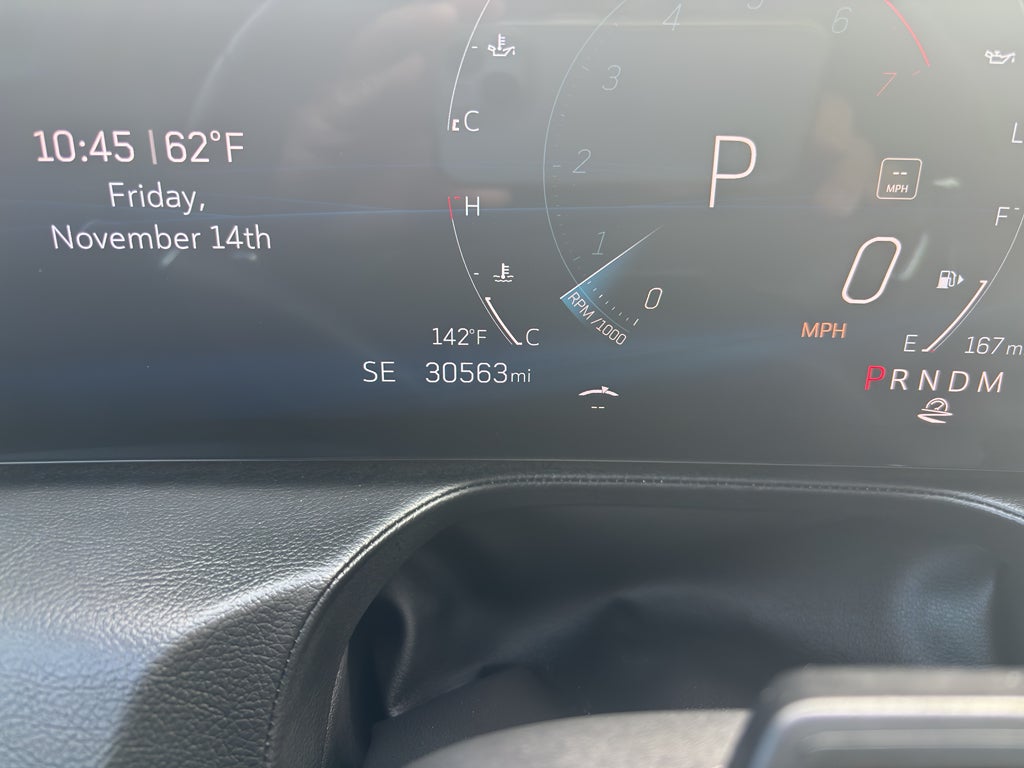 10:45 | 62°F
Friday,
November 14th
C
H
142°F C
SE 30563mi
4
6
3
7
2
1
0
RPM/1000
P
--
MPH
0
MPH
L
F
E
167 m
PRNDM
--